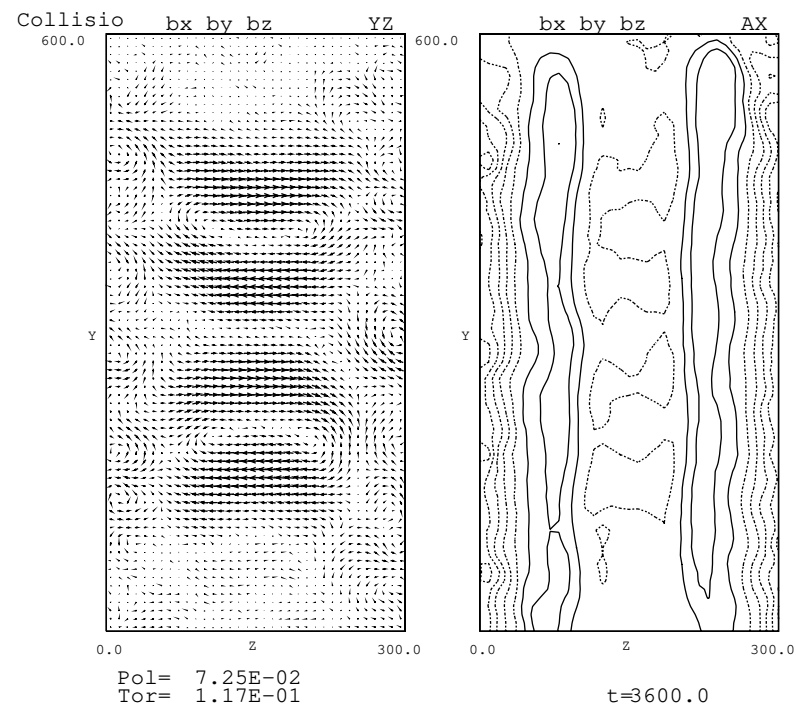 Collisio bx by bz YZ bx by bz AX
600.0 600.0
Y Y
0.0 Z 300.0 0.0 Z 300.0
Pol= 7.25E-02
Tor= 1.17E-01 t=3600.0